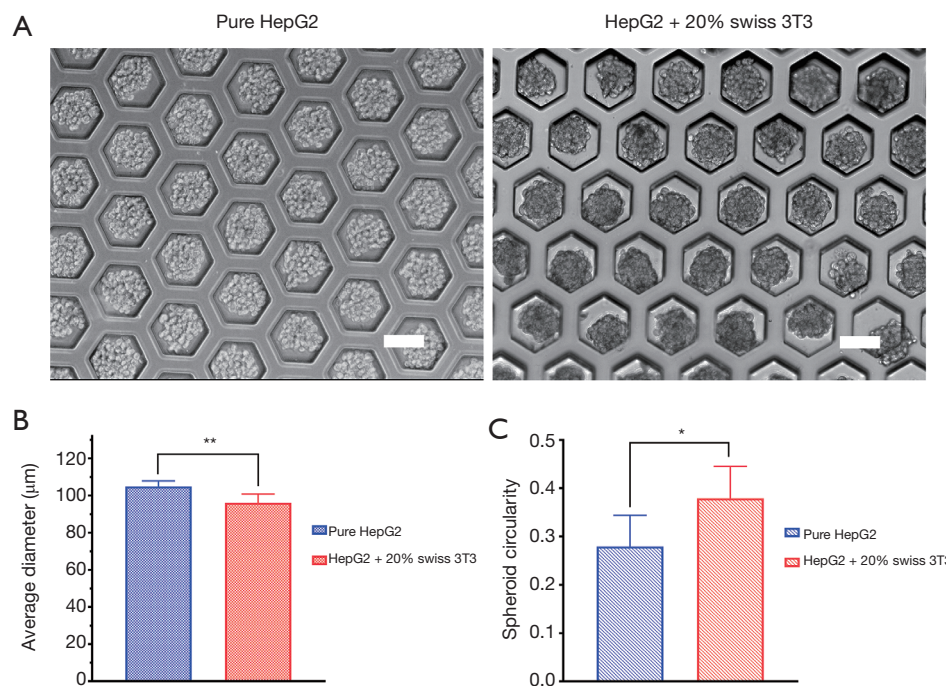 A
Pure HepG2
HepG2 + 20% swiss 3T3
B
Average diameter (μm)
120
100
80
60
40
20
0
**
Pure HepG2
HepG2 + 20% swiss 3T3
C
Spheroid circularity
0.5
0.4
0.3
0.2
0.1
0.0
*
Pure HepG2
HepG2 + 20% swiss 3T3